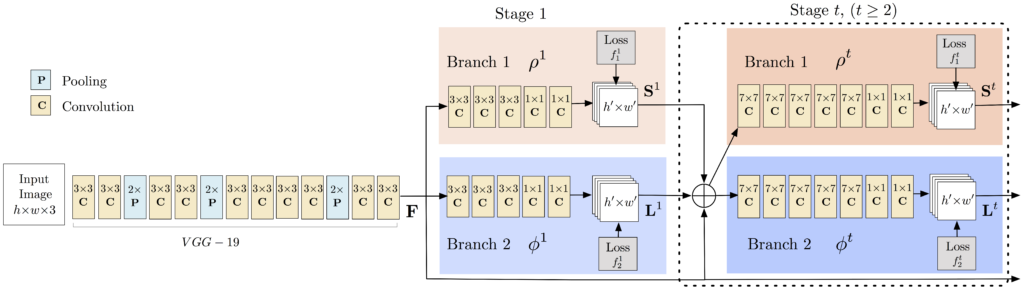 Stage 1
Stage t, (t ≥ 2)
P Pooling
C Convolution
Input
Image
h×w×3
3×3 C
3×3 C
2× P
3×3 C
3×3 C
2× P
3×3 C
3×3 C
3×3 C
3×3 C
2× P
3×3 C
3×3 C
VGG − 19
F
Branch 1 ρ¹
Loss
f₁¹
3×3 C
3×3 C
3×3 C
1×1 C
1×1 C
h′×w′
S¹
3×3 C
3×3 C
3×3 C
1×1 C
1×1 C
h′×w′
L¹
Branch 2 ϕ¹
Loss
f₂¹
Branch 1 ρᵗ
Loss
f₁ᵗ
7×7 C
7×7 C
7×7 C
7×7 C
7×7 C
1×1 C
1×1 C
h′×w′
Sᵗ
7×7 C
7×7 C
7×7 C
7×7 C
7×7 C
1×1 C
1×1 C
h′×w′
Lᵗ
Branch 2 ϕᵗ
Loss
f₂ᵗ